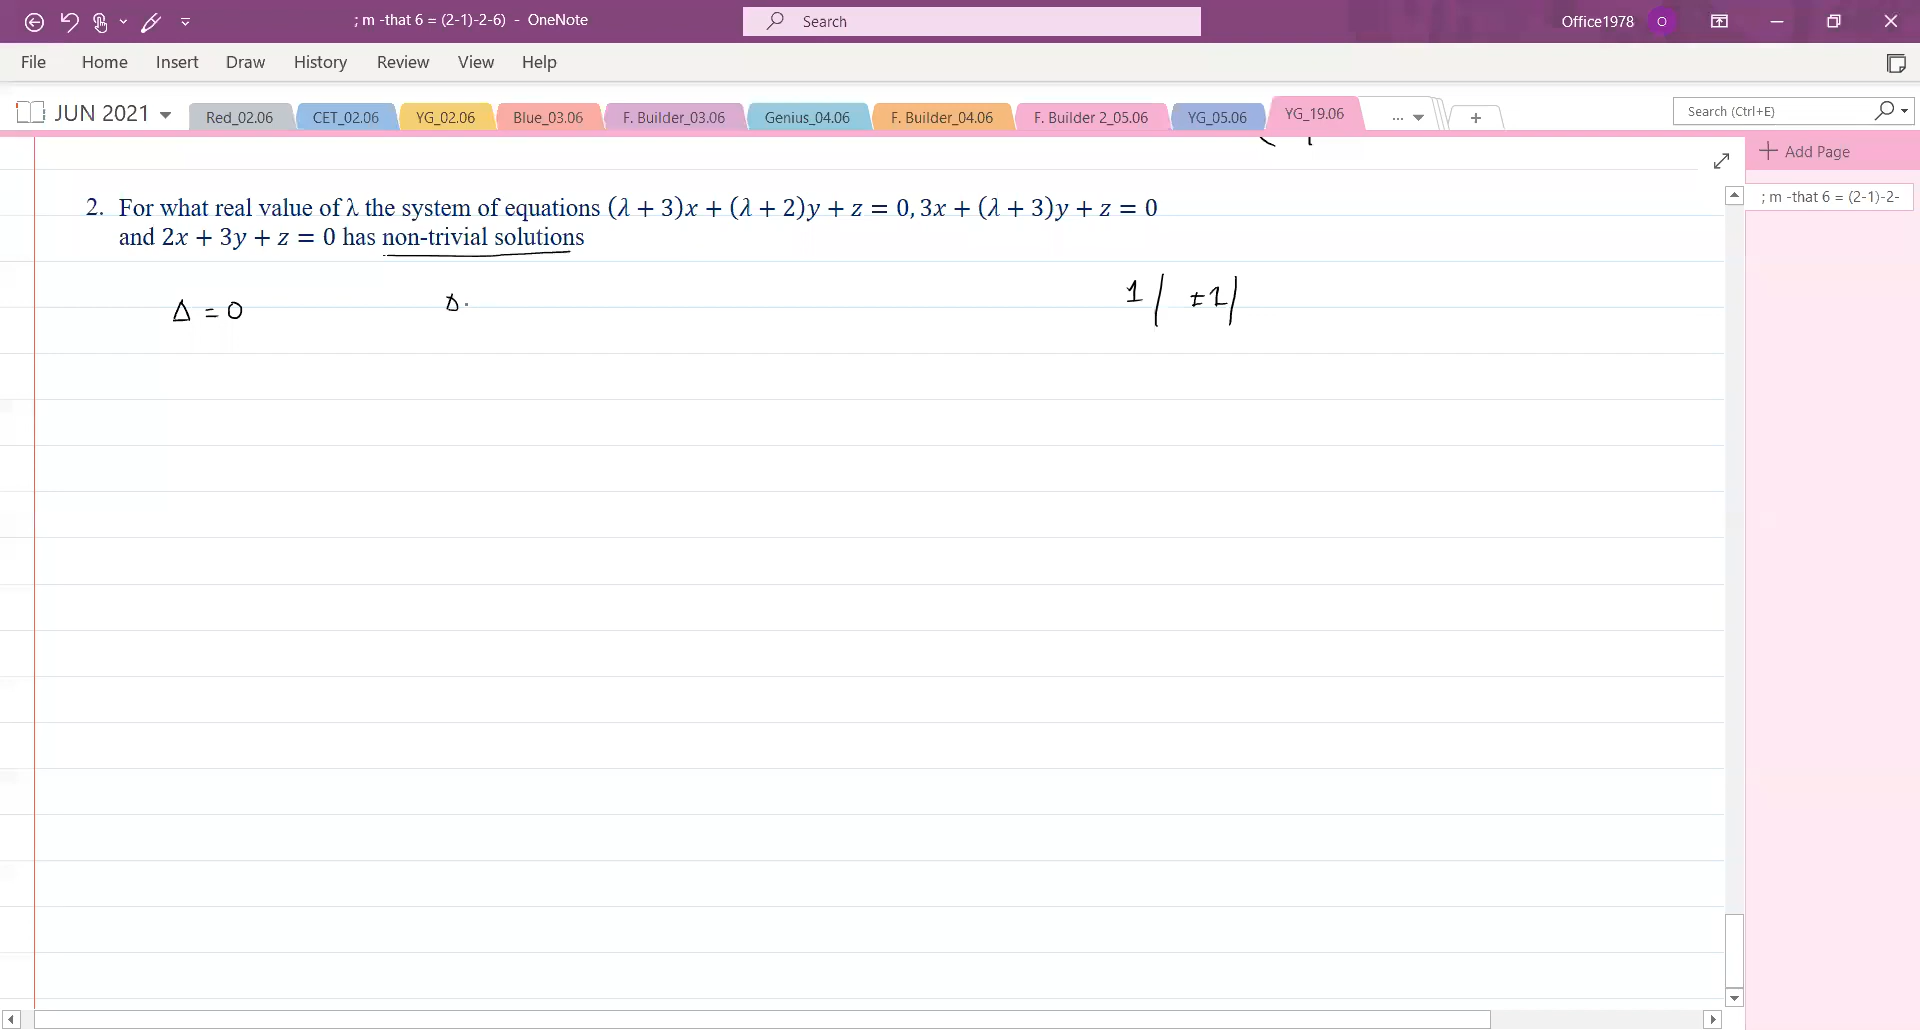 ; m -that 6 = (2-1)-2-6) - OneNote
Search
Office1978
O
File Home Insert Draw History Review View Help
JUN 2021
Red_02.06 CET_02.06 YG_02.06 Blue_03.06 F. Builder_03.06 Genius_04.06 F. Builder_04.06 F. Builder 2_05.06 YG_05.06 YG_19.06 ... +
Search (Ctrl+E)
Add Page
; m -that 6 = (2-1)-2-
2. For what real value of λ the system of equations (λ + 3)x + (λ + 2)y + z = 0, 3x + (λ + 3)y + z = 0
and 2x + 3y + z = 0 has non-trivial solutions
Δ = 0
Δ
1 | ±1 |